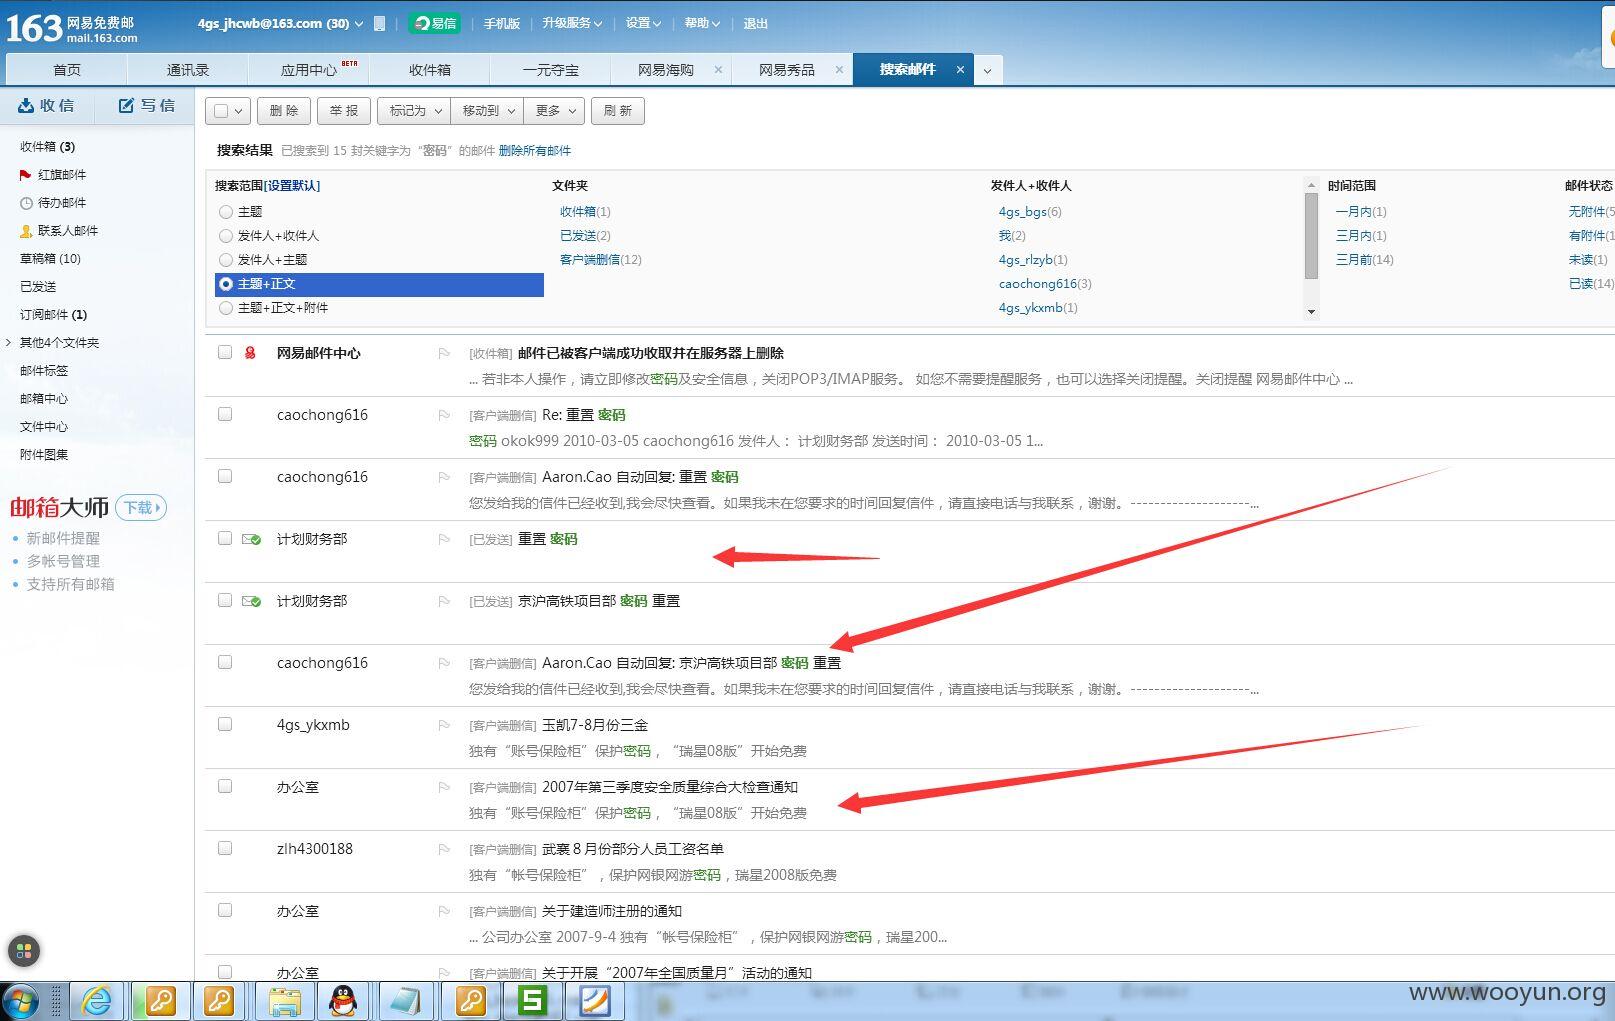 163 网易免费邮
mail.163.com
4gs_jhcwb@163.com (30)
易信
手机版
升级服务
设置
帮助
退出
首页
通讯录
应用中心 BETA
收件箱
一元夺宝
网易海购 ×
网易秀品 ×
搜索邮件 ×
收信
写信
删 除
举 报
标记为
移动到
更多
刷 新
收件箱 (3)
红旗邮件
待办邮件
联系人邮件
草稿箱 (10)
已发送
订阅邮件 (1)
其他4个文件夹
邮件标签
邮箱中心
文件中心
附件图集
邮箱大师 下载
新邮件提醒
多帐号管理
支持所有邮箱
搜索结果 已搜索到 15 封关键字为“密码”的邮件 删除所有邮件
搜索范围[设置默认]
主题
发件人+收件人
发件人+主题
主题+正文
主题+正文+附件
文件夹
收件箱(1)
已发送(2)
客户端删信(12)
发件人+收件人
4gs_bgs(6)
我(2)
4gs_rlzyb(1)
caochong616(3)
4gs_ykxmb(1)
时间范围
一月内(1)
三月内(1)
三月前(14)
邮件状态
无附件(5
有附件(1
未读(1)
已读(14)
网易邮件中心 [收件箱] 邮件已被客户端成功收取并在服务器上删除
... 若非本人操作，请立即修改密码及安全信息，关闭POP3/IMAP服务。 如您不需要提醒服务，也可以选择关闭提醒。关闭提醒 网易邮件中心 ...
caochong616 [客户端删信] Re: 重置 密码
密码 okok999 2010-03-05 caochong616 发件人： 计划财务部 发送时间： 2010-03-05 1...
caochong616 [客户端删信] Aaron.Cao 自动回复: 重置 密码
您发给我的信件已经收到,我会尽快查看。如果我未在您要求的时间回复信件，请直接电话与我联系，谢谢。--------------------...
计划财务部 [已发送] 重置 密码
计划财务部 [已发送] 京沪高铁项目部 密码 重置
caochong616 [客户端删信] Aaron.Cao 自动回复: 京沪高铁项目部 密码 重置
您发给我的信件已经收到,我会尽快查看。如果我未在您要求的时间回复信件，请直接电话与我联系，谢谢。--------------------...
4gs_ykxmb [客户端删信] 玉凯7-8月份三金
独有“账号保险柜”保护密码，“瑞星08版”开始免费
办公室 [客户端删信] 2007年第三季度安全质量综合大检查通知
独有“账号保险柜”保护密码，“瑞星08版”开始免费
zlh4300188 [客户端删信] 武襄８月份部分人员工资名单
独有“帐号保险柜”，保护网银网游密码，瑞星2008版免费
办公室 [客户端删信] 关于建造师注册的通知
... 公司办公室 2007-9-4 独有“帐号保险柜”，保护网银网游密码，瑞星200...
办公室 [客户端删信] 关于开展“2007年全国质量月”活动的通知
www.wooyun.org